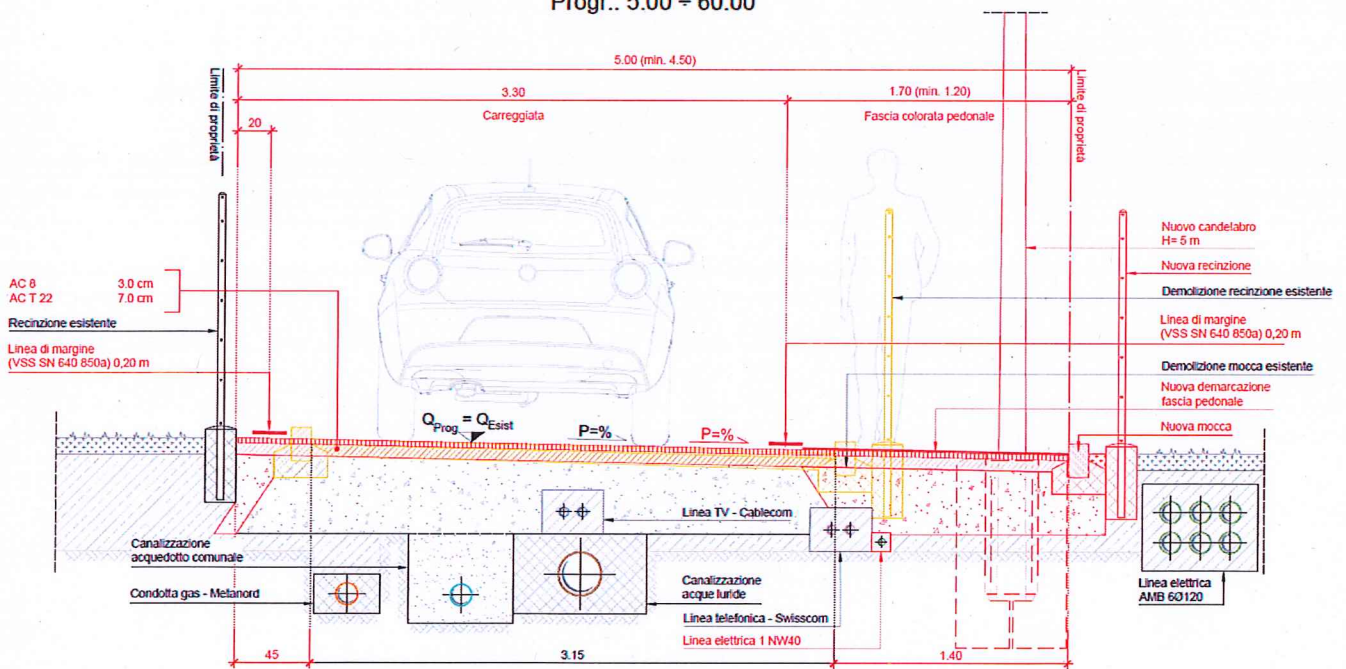 Progr.: 5.00 ÷ 60.00
5.00 (min. 4.50)
Limite di proprietà
3.30
1.70 (min. 1.20)
Limite di proprietà
Carreggiata
Fascia colorata pedonale
20
AC 8 3.0 cm
AC T 22 7.0 cm
Recinzione esistente
Linea di margine
(VSS SN 640 850a) 0,20 m
Nuovo candelabro
H= 5 m
Nuova recinzione
Demolizione recinzione esistente
Linea di margine
(VSS SN 640 850a) 0,20 m
Demolizione mocca esistente
Nuova demarcazione
fascia pedonale
Nuova mocca
Q Prog = Q Esist
P=%
P=%
Linea TV - Cablecom
Canalizzazione
acquedotto comunale
Condotta gas - Metanord
Canalizzazione
acque luride
Linea telefonica - Swisscom
Linea elettrica 1 NW40
Linea elettrica
AMB 6Ø120
45
3.15
1.40